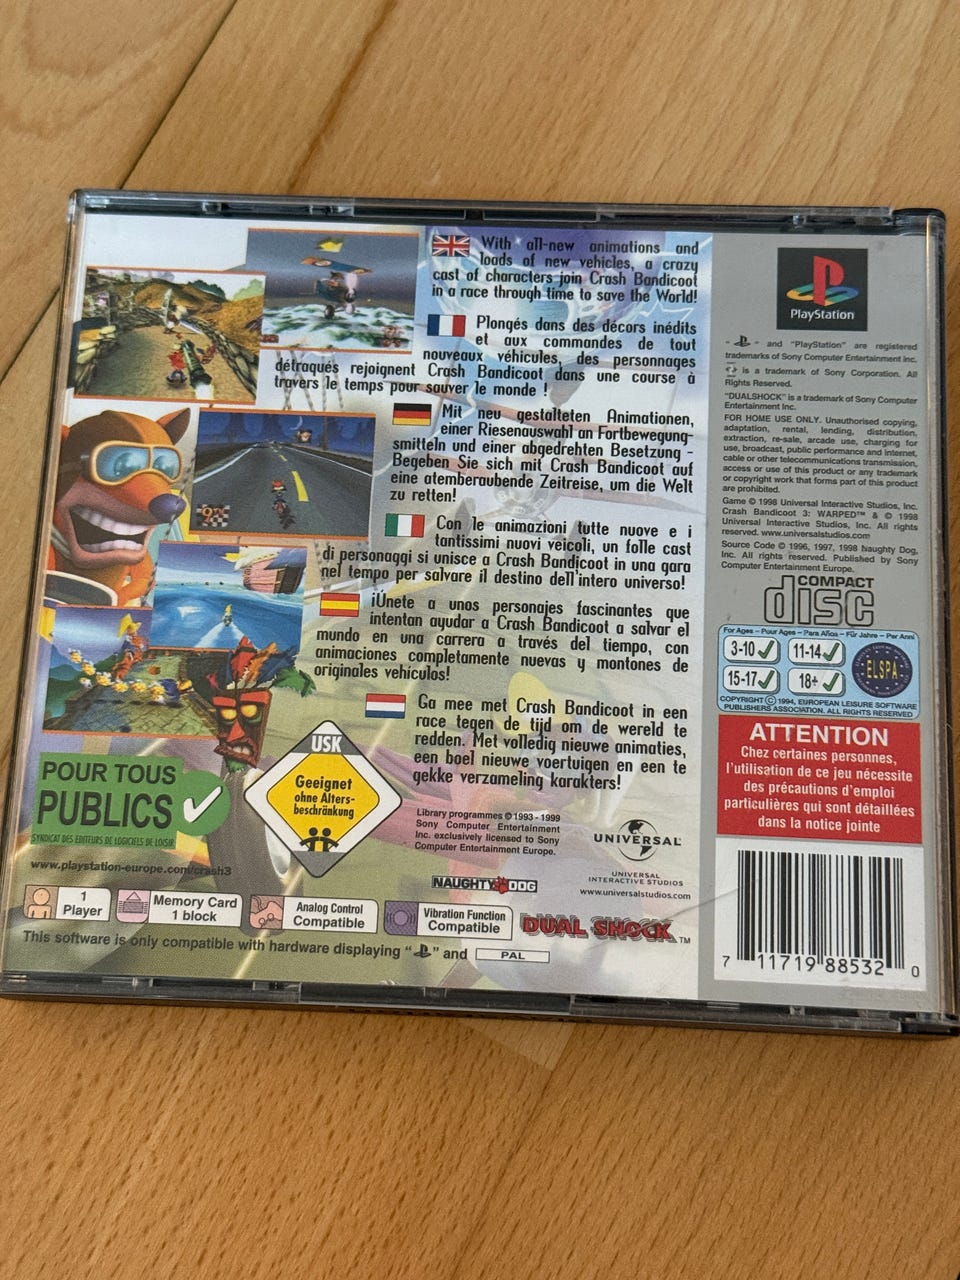 With all-new animations and
loads of new vehicles, a crazy
cast of characters join Crash Bandicoot
in a race through time to save the World!
Plongés dans des décors inédits
et aux commandes de tout
nouveaux véhicules, des personnages
détraqués rejoignent Crash Bandicoot dans une course à
travers le temps pour sauver le monde !
Mit neu gestalteten Animationen,
einer Riesenauswahl an Fortbewegung-
smitteln und einer abgedrehten Besetzung -
Begeben Sie sich mit Crash Bandicoot auf
eine atemberaubende Zeitreise, um die Welt
zu retten!
Con le animazioni tutte nuove e i
tantissimi nuovi veicoli, un folle cast
di personaggi si unisce a Crash Bandicoot in una gara
nel tempo per salvare il destino dell'intero universo!
¡Únete a unos personajes fascinantes que
intentan ayudar a Crash Bandicoot a salvar el
mundo en una carrera a través del tiempo, con
animaciones completamente nuevas y montones de
originales vehículos!
Ga mee met Crash Bandicoot in een
race tegen de tijd om de wereld te
redden. Met volledig nieuwe animaties,
een boel nieuwe voertuigen en een te
gekke verzameling karakters!
POUR TOUS
PUBLICS
SYNDICAT DES EDITEURS DE LOGICIELS DE LOISIR
USK
Geeignet
ohne Alters-
beschränkung
Library programmes © 1993 - 1999
Sony Computer Entertainment
Inc. exclusively licensed to Sony
Computer Entertainment Europe.
UNIVERSAL
UNIVERSAL
INTERACTIVE STUDIOS
www.universalstudios.com
www.playstation-europe.com/crash3
NAUGHTY DOG
1
Player
Memory Card
1 block
Analog Control
Compatible
Vibration Function
Compatible
DUAL SHOCK™
This software is only compatible with hardware displaying " " and PAL
PlayStation
" " and "PlayStation" are registered
trademarks of Sony Computer Entertainment Inc.
is a trademark of Sony Corporation. All
Rights Reserved.
"DUALSHOCK" is a trademark of Sony Computer
Entertainment Inc.
FOR HOME USE ONLY. Unauthorised copying,
adaptation, rental, lending, distribution,
extraction, re-sale, arcade use, charging for
use, broadcast, public performance and internet,
cable or other telecommunications transmission,
access or use of this product or any trademark
or copyright work that forms part of this product
are prohibited.
Game © 1998 Universal Interactive Studios, Inc.
Crash Bandicoot 3: WARPED™ & © 1998
Universal Interactive Studios, Inc. All rights
reserved. www.universalstudios.com
Source Code © 1996, 1997, 1998 Naughty Dog,
Inc. All rights reserved. Published by Sony
Computer Entertainment Europe.
COMPACT
disc
For Ages – Pour Ages – Para Años – Für Jahre – Per Anni
3-10 11-14
15-17 18+
ELSPA
COPYRIGHT © 1994, EUROPEAN LEISURE SOFTWARE
PUBLISHERS ASSOCIATION. ALL RIGHTS RESERVED
ATTENTION
Chez certaines personnes,
l'utilisation de ce jeu nécessite
des précautions d'emploi
particulières qui sont détaillées
dans la notice jointe
7 11719 88532 0